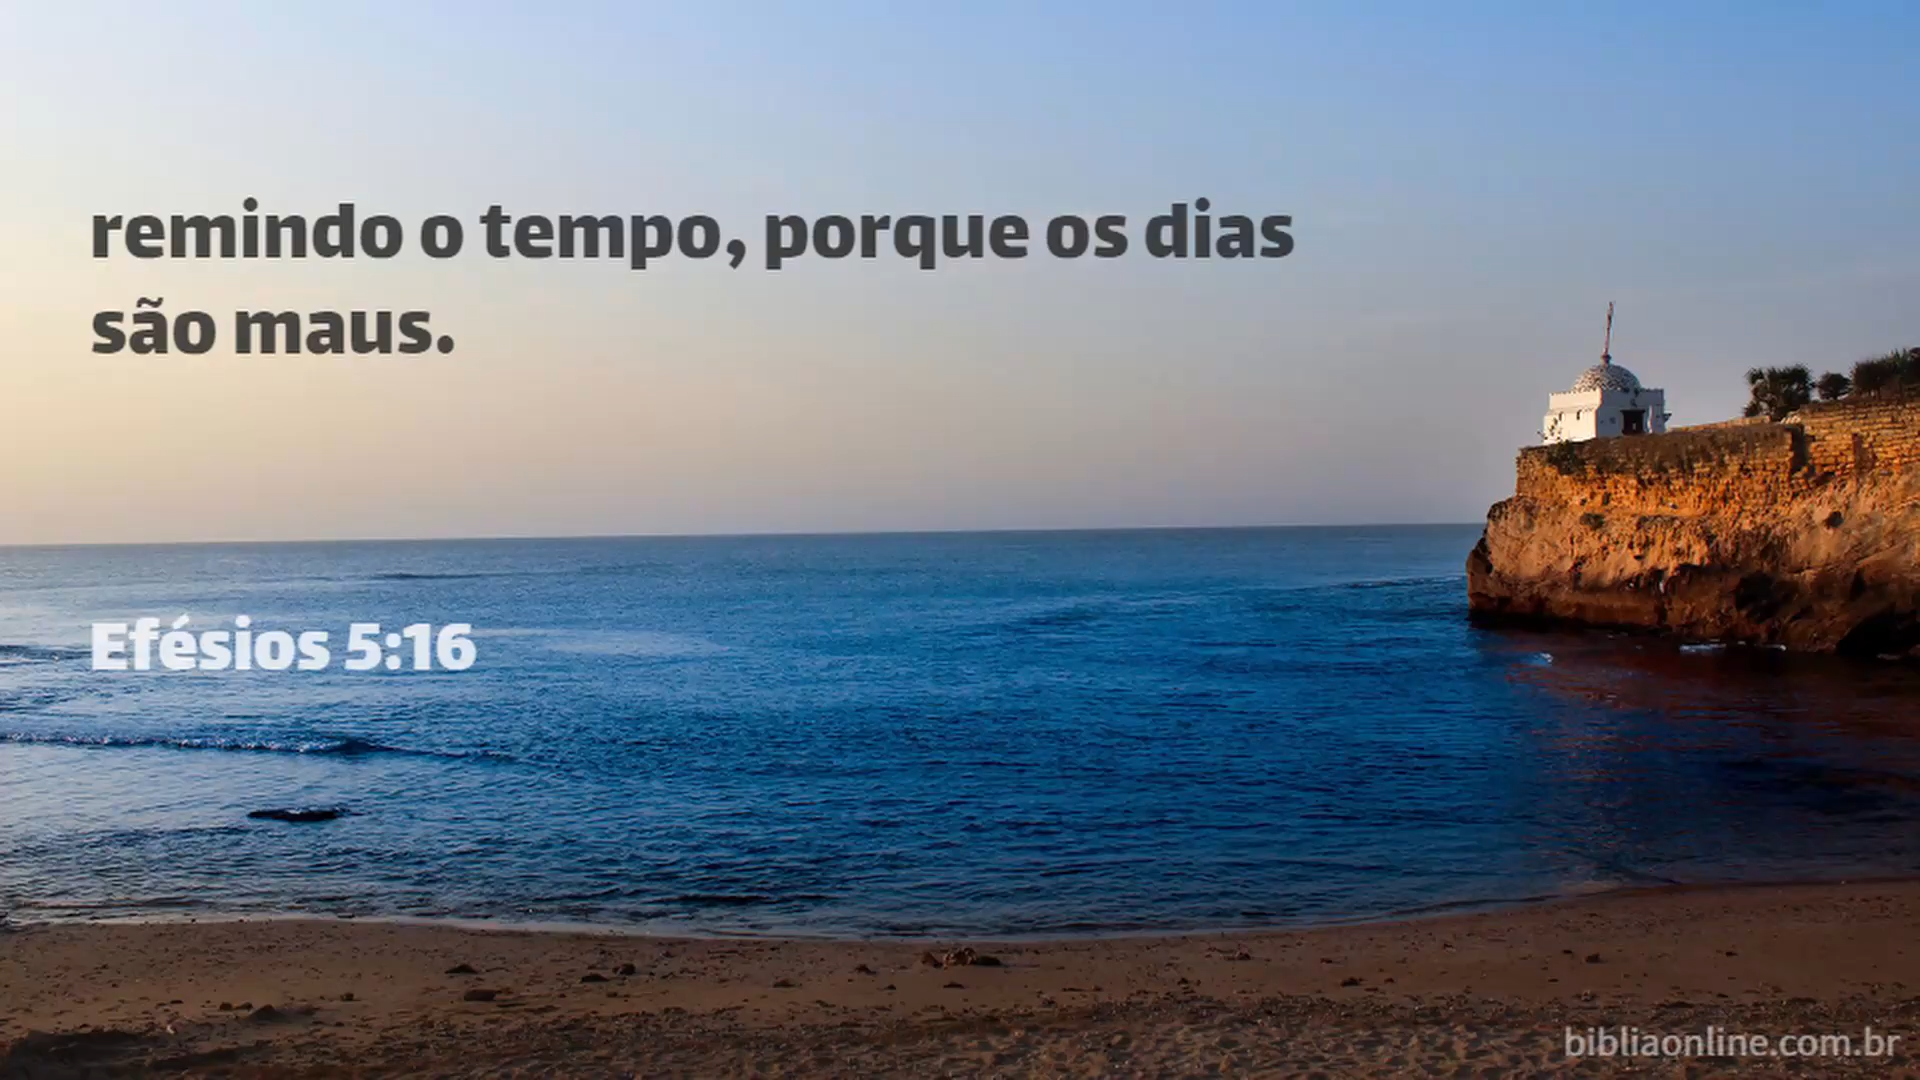 remindo o tempo, porque os dias
são maus.
Efésios 5:16
bibliaonline.com.br